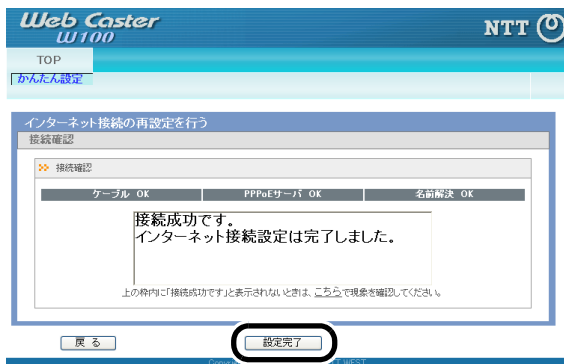 Web Caster
W100
NTT
TOP
かんたん設定
インターネット接続の再設定を行う
接続確認
接続確認
ケーブル OK PPPoEサーバ OK 名前解決 OK
接続成功です。
インターネット接続設定は完了しました。
上の枠内に「接続成功です」と表示されないときは、こちらで現象を確認してください。
戻る 設定完了